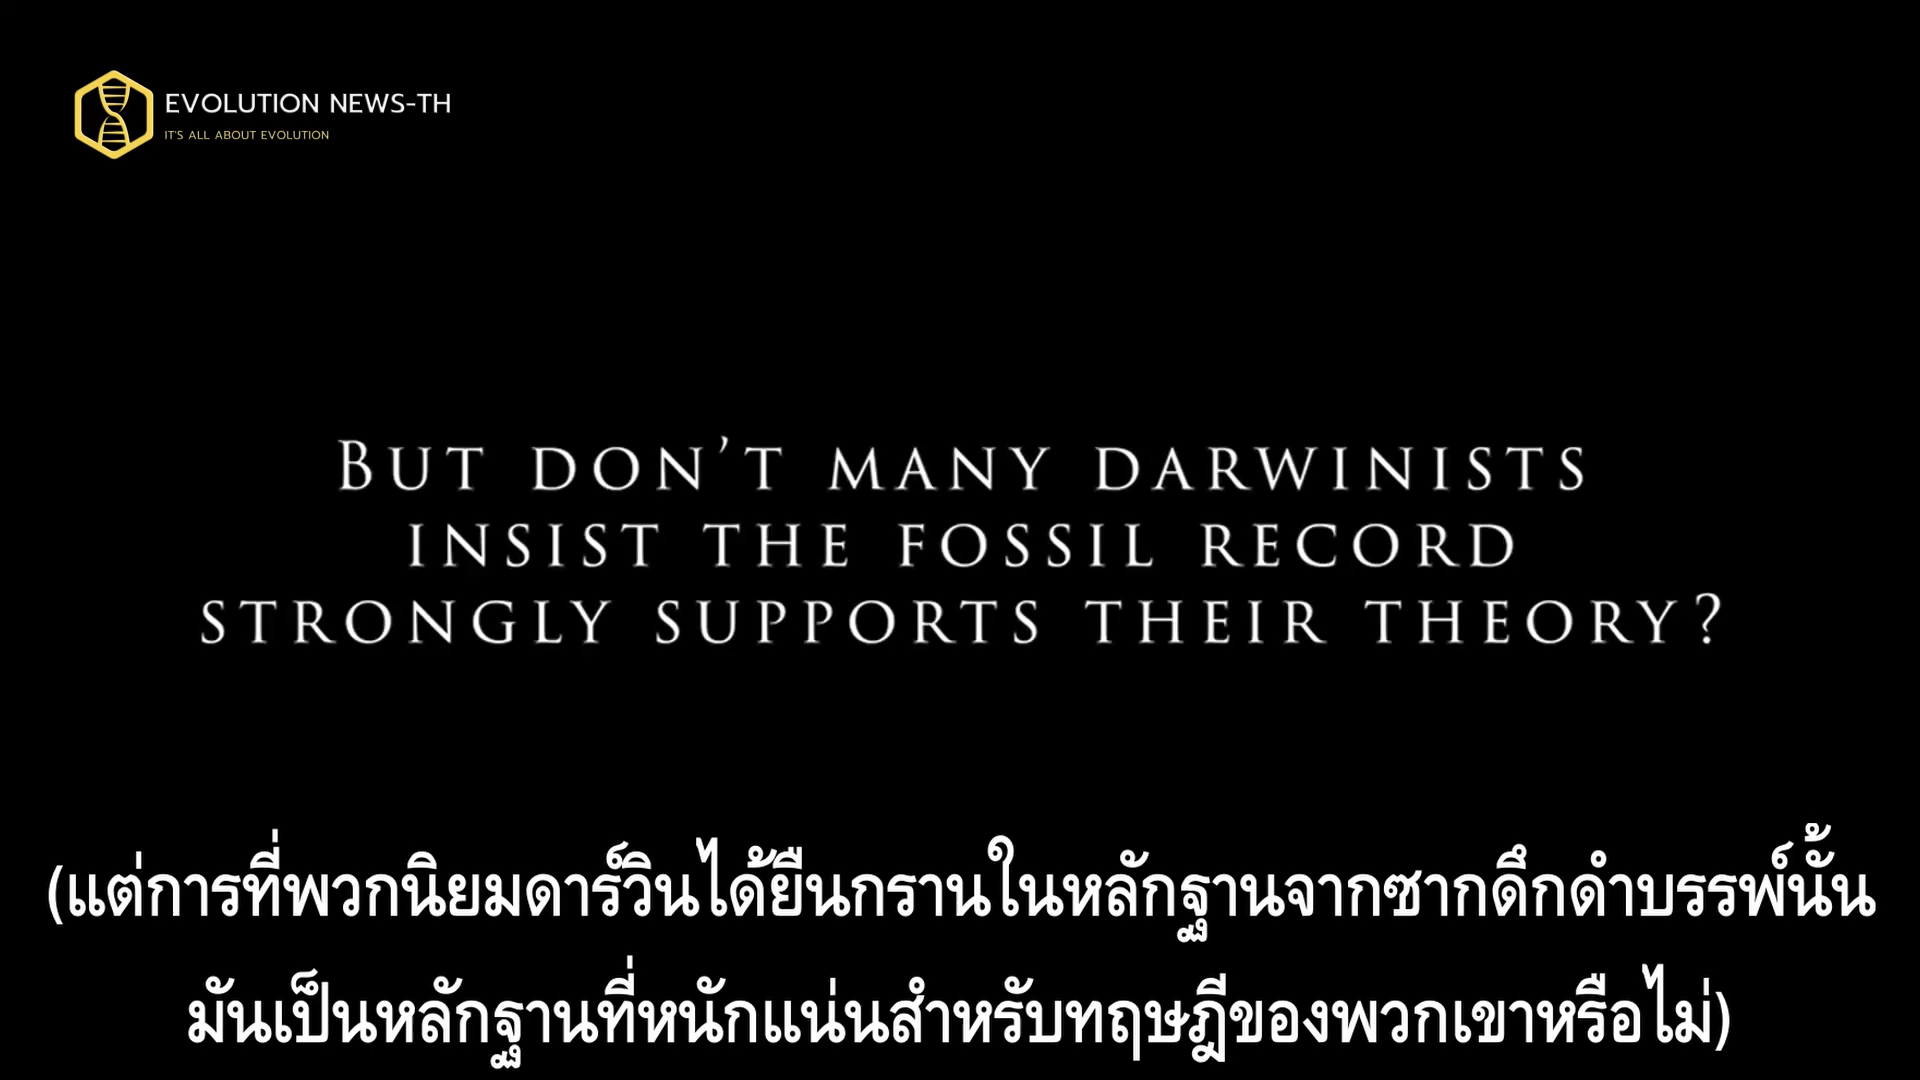 EVOLUTION NEWS-TH
IT'S ALL ABOUT EVOLUTION
BUT DON'T MANY DARWINISTS
INSIST THE FOSSIL RECORD
STRONGLY SUPPORTS THEIR THEORY?
(แต่การที่พวกนิยมดาร์วินได้ยืนกรานในหลักฐานจากซากดึกดำบรรพ์นั้น
มันเป็นหลักฐานที่หนักแน่นสำหรับทฤษฎีของพวกเขาหรือไม่)